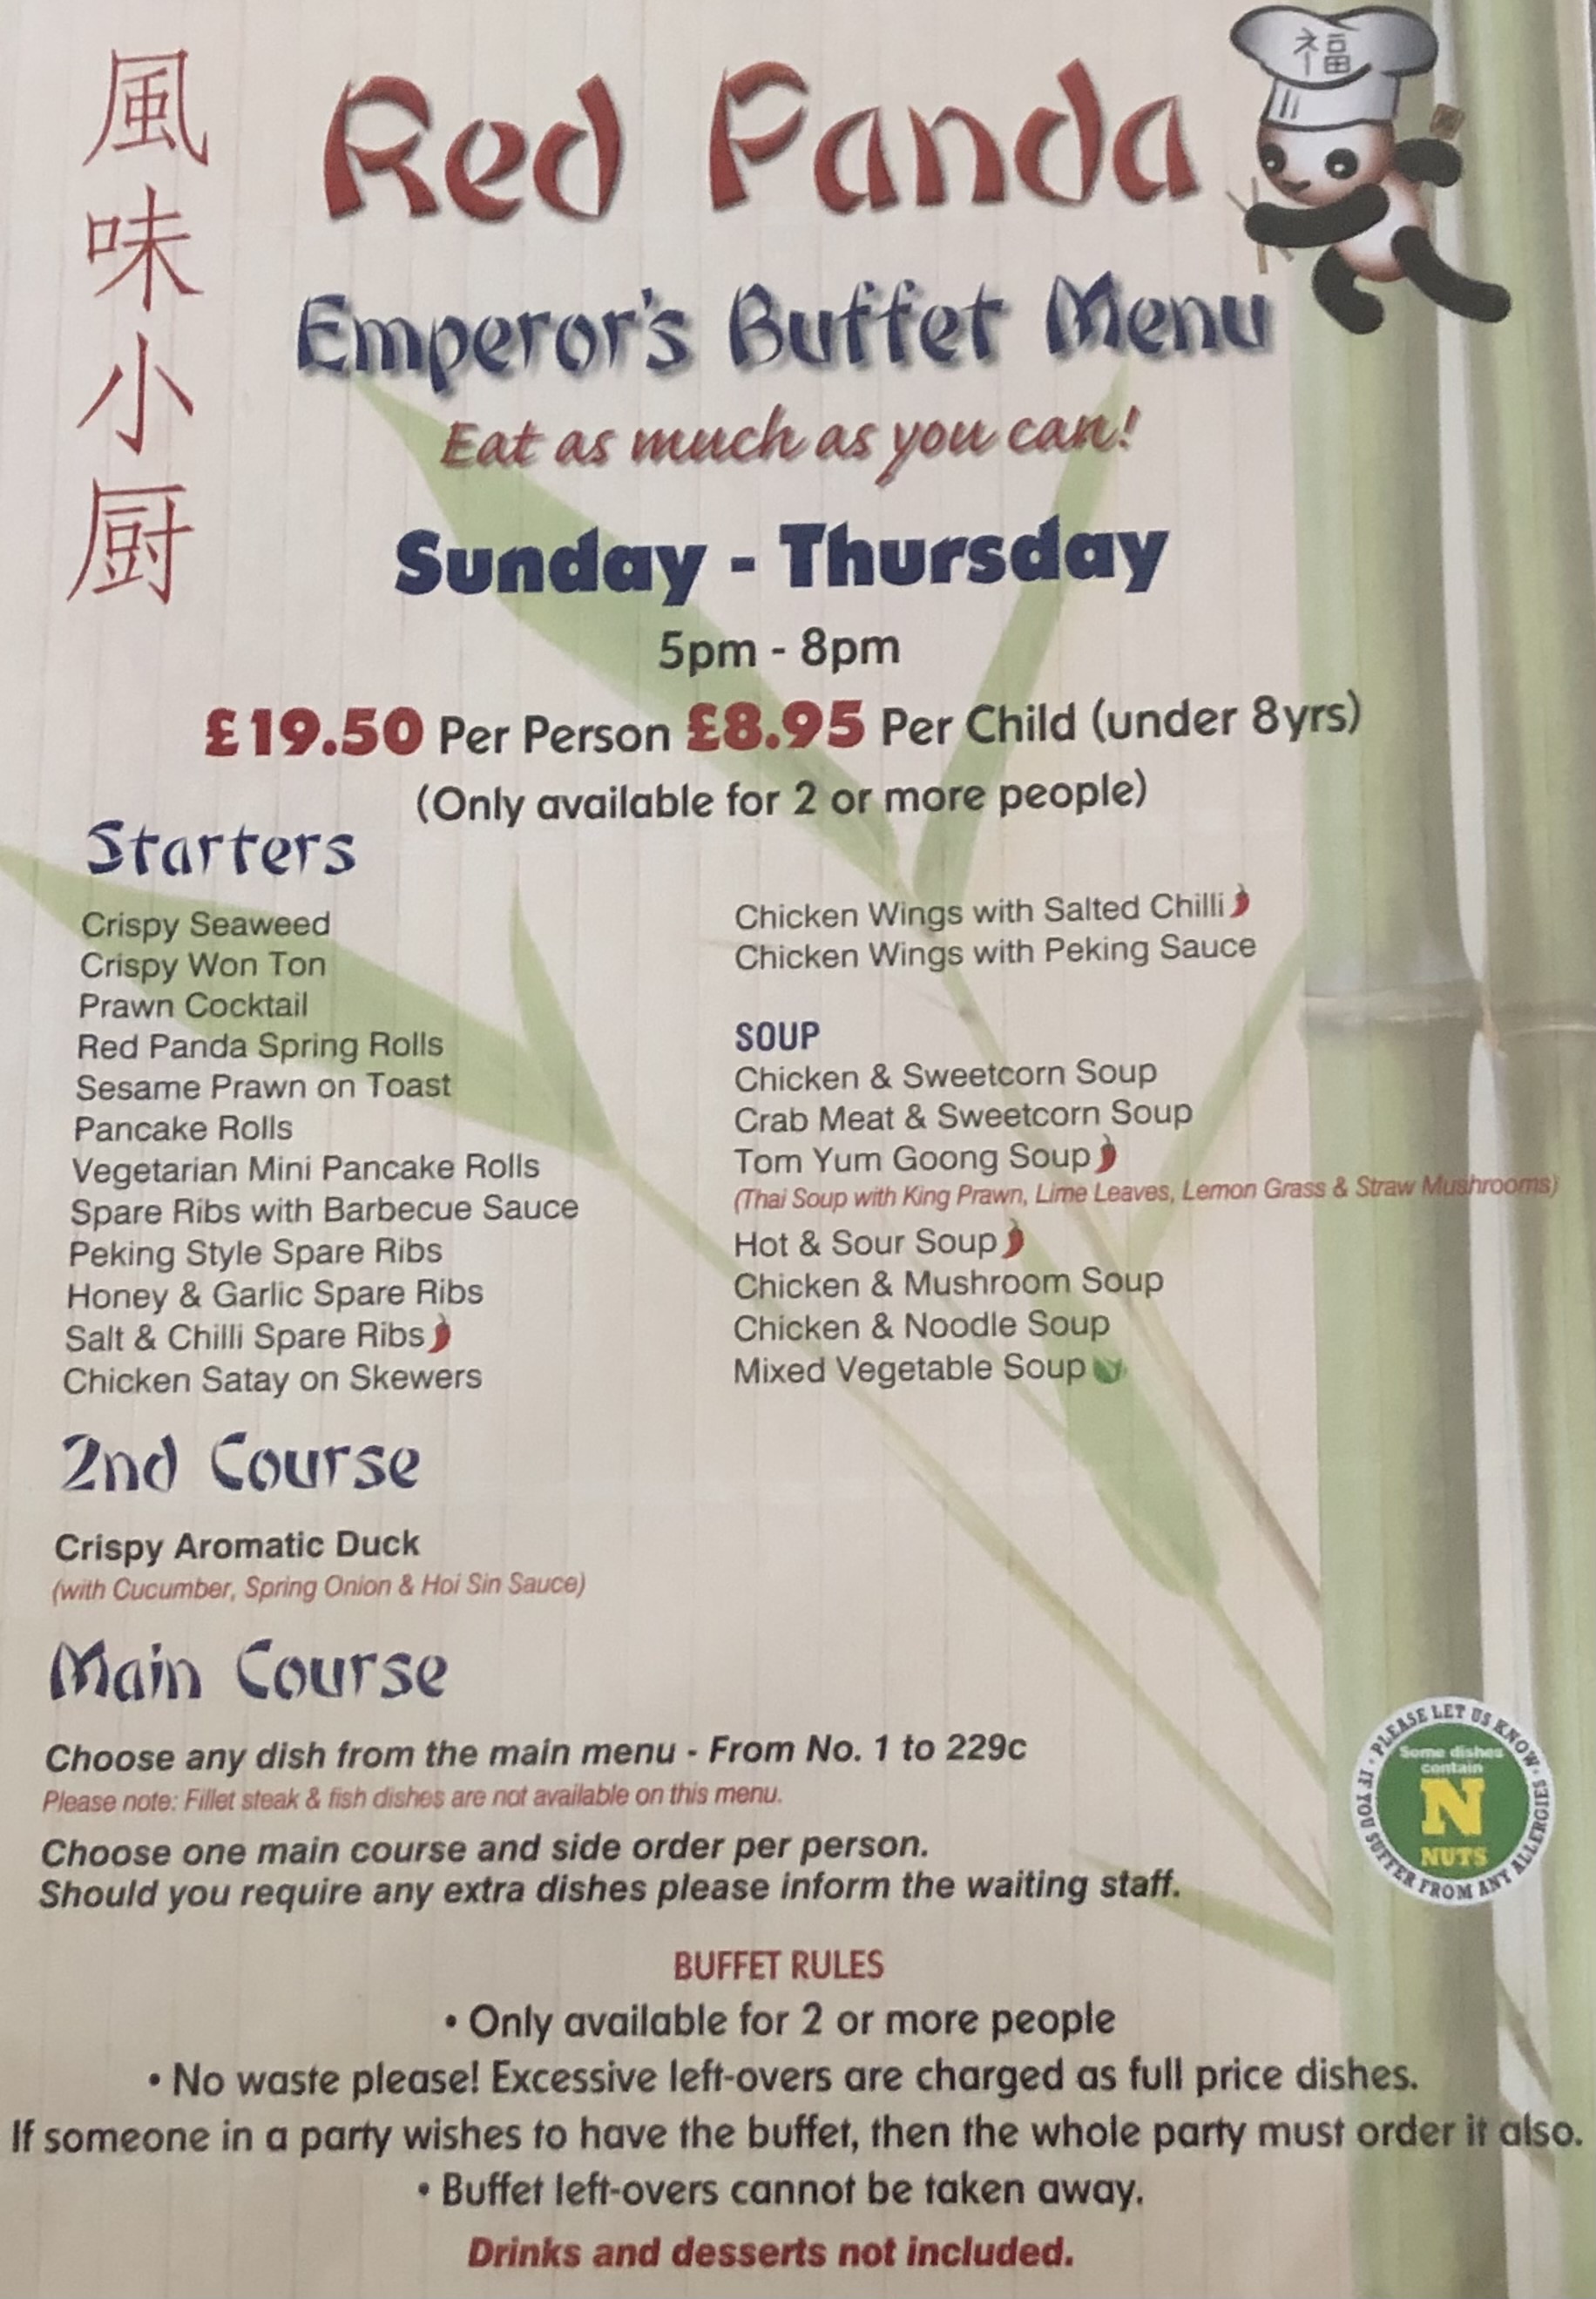 風
味
小
厨
福
Red Panda
Emperor's Buffet Menu
Eat as much as you can!
Sunday - Thursday
5pm - 8pm
£19.50 Per Person £8.95 Per Child (under 8yrs)
(Only available for 2 or more people)
Starters
Crispy Seaweed
Crispy Won Ton
Prawn Cocktail
Red Panda Spring Rolls
Sesame Prawn on Toast
Pancake Rolls
Vegetarian Mini Pancake Rolls
Spare Ribs with Barbecue Sauce
Peking Style Spare Ribs
Honey & Garlic Spare Ribs
Salt & Chilli Spare Ribs
Chicken Satay on Skewers
Chicken Wings with Salted Chilli
Chicken Wings with Peking Sauce
SOUP
Chicken & Sweetcorn Soup
Crab Meat & Sweetcorn Soup
Tom Yum Goong Soup
(Thai Soup with King Prawn, Lime Leaves, Lemon Grass & Straw Mushrooms)
Hot & Sour Soup
Chicken & Mushroom Soup
Chicken & Noodle Soup
Mixed Vegetable Soup
2nd Course
Crispy Aromatic Duck
(with Cucumber, Spring Onion & Hoi Sin Sauce)
Main Course
Choose any dish from the main menu - From No. 1 to 229c
Please note: Fillet steak & fish dishes are not available on this menu.
Choose one main course and side order per person.
Should you require any extra dishes please inform the waiting staff.
· PLEASE LET US KNOW · IF YOU SUFFER FROM ANY ALLERGIES
Some dishes
contain
N
NUTS
BUFFET RULES
• Only available for 2 or more people
• No waste please! Excessive left-overs are charged as full price dishes.
If someone in a party wishes to have the buffet, then the whole party must order it also.
• Buffet left-overs cannot be taken away.
Drinks and desserts not included.